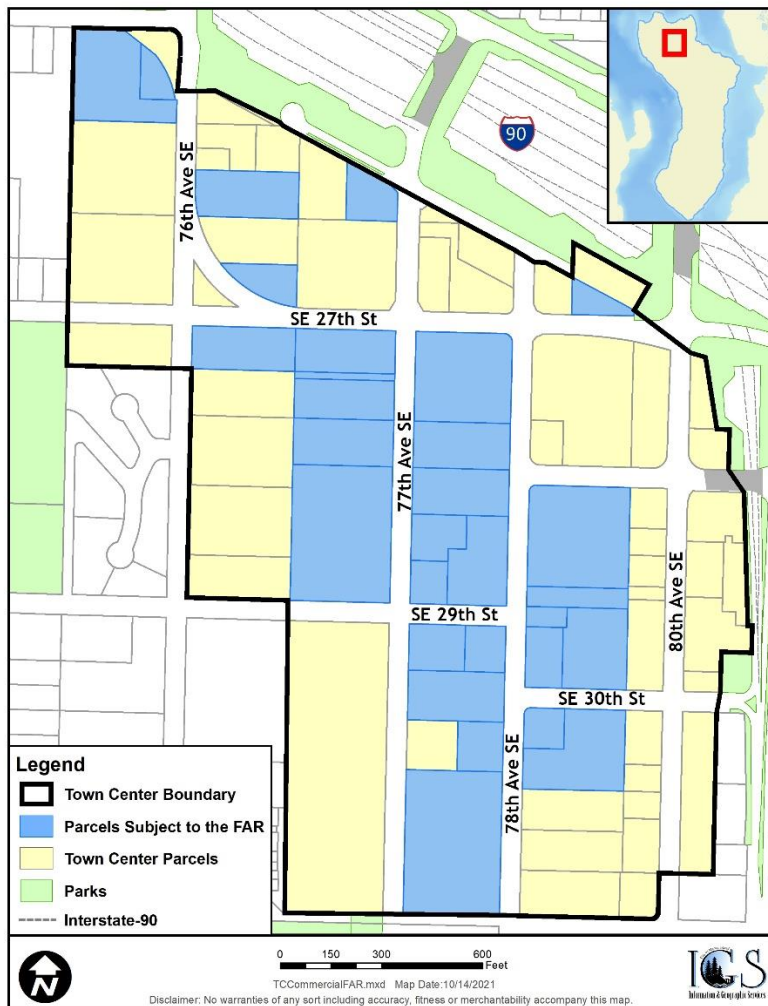 90
76th Ave SE
SE 27th St
77th Ave SE
80th Ave SE
SE 29th St
SE 30th St
78th Ave SE
Legend
Town Center Boundary
Parcels Subject to the FAR
Town Center Parcels
Parks
Interstate-90
N
0 150 300 600
Feet
TCCommercialFAR.mxd Map Date:10/14/2021
Disclaimer: No warranties of any sort including accuracy, fitness or merchantability accompany this map.
IGS
Information & Geographic Services